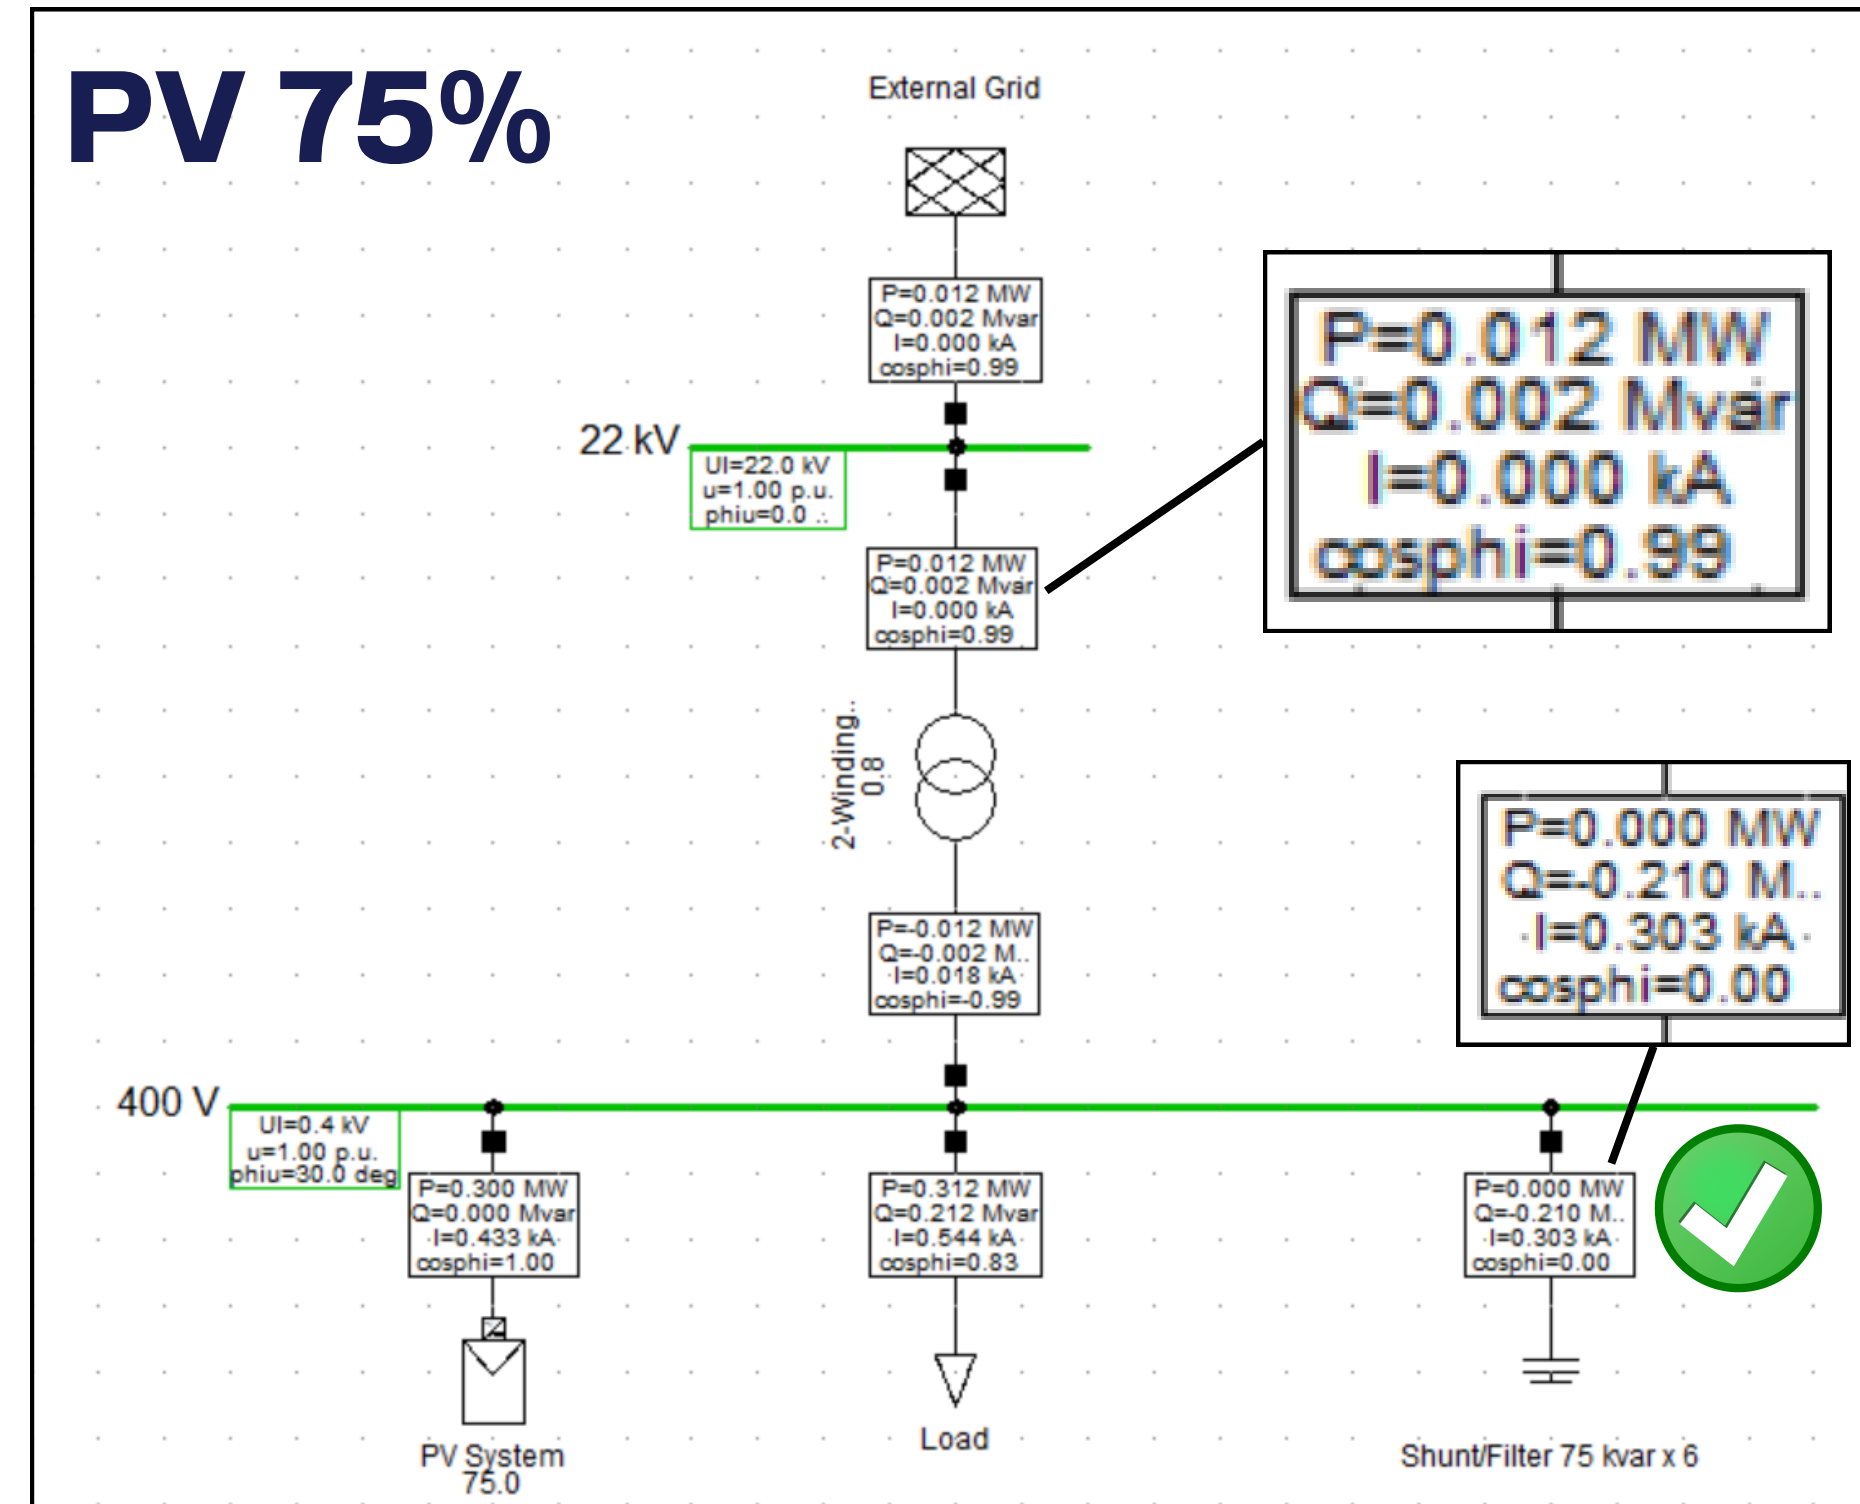 PV 75%
External Grid
P=0.012 MW
Q=0.002 Mvar
I=0.000 kA
cosphi=0.99
P=0.012 MW
Q=0.002 Mvar
I=0.000 kA
cosphi=0.99
22 kV
Ul=22.0 kV
u=1.00 p.u.
phiu=0.0 ..
P=0.012 MW
Q=0.002 Mvar
I=0.000 kA
cosphi=0.99
2-Winding..
0.8
P=0.000 MW
Q=-0.210 M..
I=0.303 kA
cosphi=0.00
P=-0.012 MW
Q=-0.002 M..
I=0.018 kA
cosphi=-0.99
400 V
Ul=0.4 kV
u=1.00 p.u.
phiu=30.0 deg
P=0.300 MW
Q=0.000 Mvar
I=0.433 kA
cosphi=1.00
P=0.312 MW
Q=0.212 Mvar
I=0.544 kA
cosphi=0.83
P=0.000 MW
Q=-0.210 M..
I=0.303 kA
cosphi=0.00
PV System
75.0
Load
Shunt/Filter 75 kvar x 6